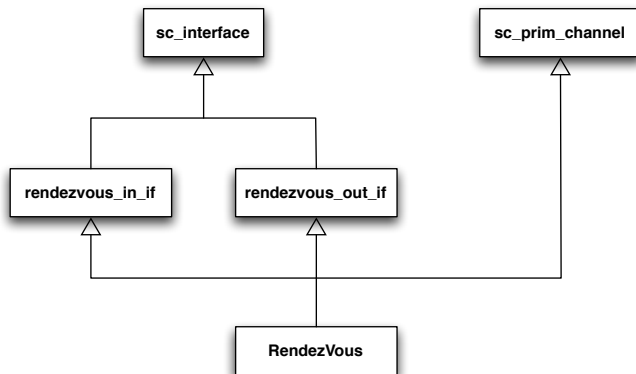 sc_interface
sc_prim_channel
rendezvous_in_if
rendezvous_out_if
RendezVous